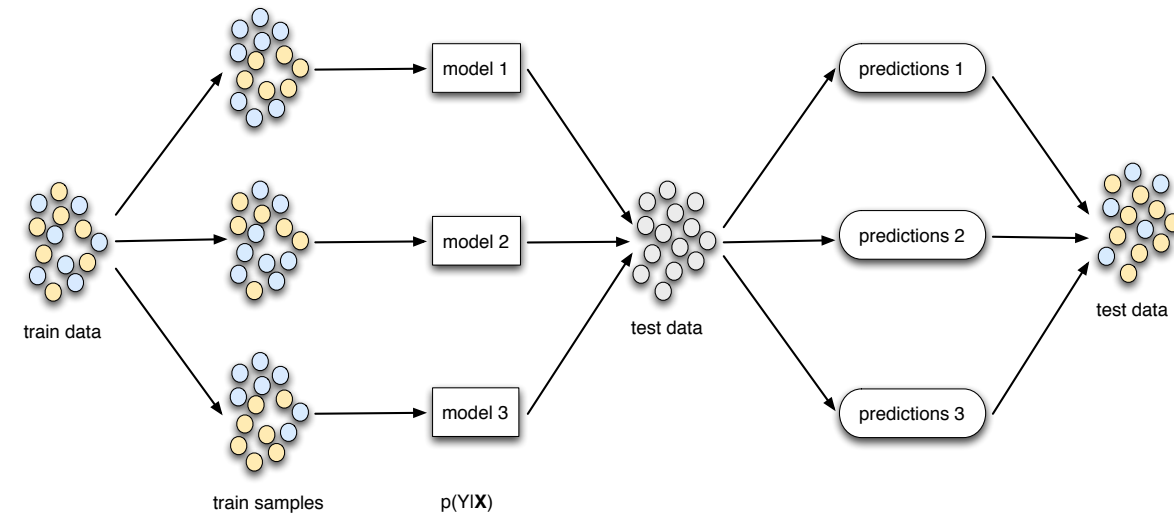 model 1
predictions 1
model 2
predictions 2
train data
test data
test data
model 3
predictions 3
train samples
p(Y|X)